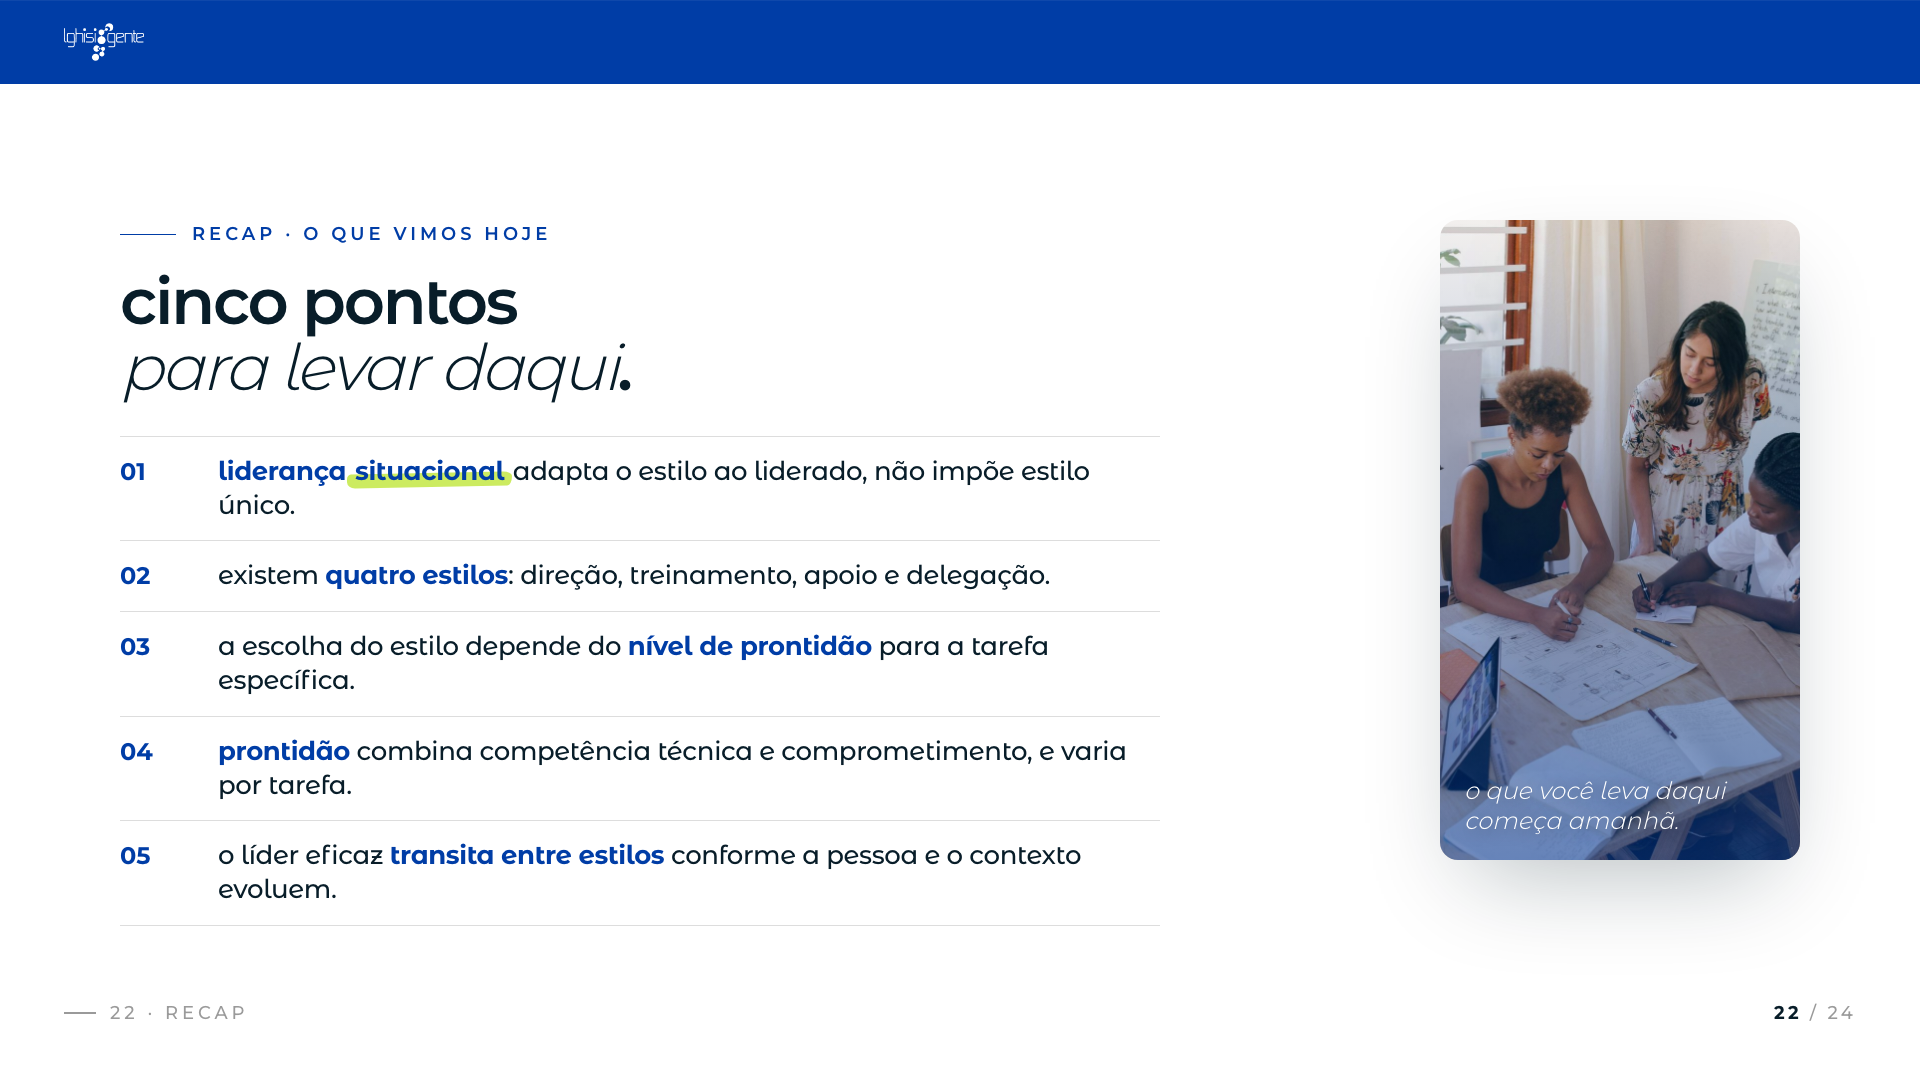 lghisi gente
RECAP · O QUE VIMOS HOJE
cinco pontos
para levar daqui.
01 liderança situacional adapta o estilo ao liderado, não impõe estilo
único.
02 existem quatro estilos: direção, treinamento, apoio e delegação.
03 a escolha do estilo depende do nível de prontidão para a tarefa
específica.
04 prontidão combina competência técnica e comprometimento, e varia
por tarefa.
05 o líder eficaz transita entre estilos conforme a pessoa e o contexto
evoluem.
o que você leva daqui
começa amanhã.
22 · RECAP
22 / 24